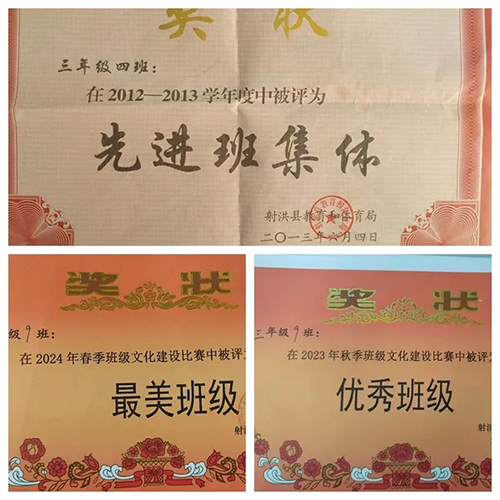 奖状
三年级四班：
在2012—2013学年度中被评为
先进班集体
射洪县教育和体育局
二〇一三年六月四日
奖 状
级9班：
在2024年春季班级文化建设比赛中被评
最美班级
射
奖 状
三年级9班：
在2023年秋季班级文化建设比赛中被评
优秀班级
射洪